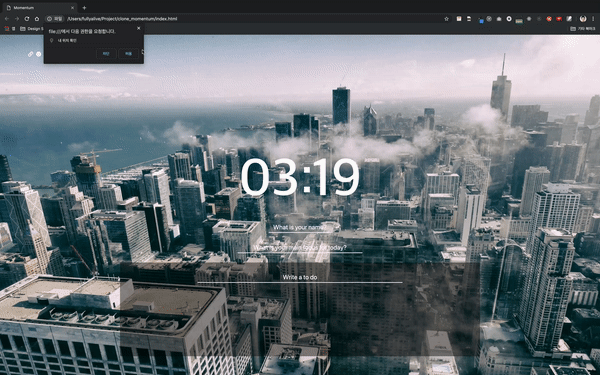 Momentum
파일 /Users/fullyalive/Project/clone_momentum/index.html
Design
기타 북마크
file:///에서 다음 권한을 요청합니다.
내 위치 확인
차단
허용
03:19
What is your name?
What is your main focus for today?
Write a to do